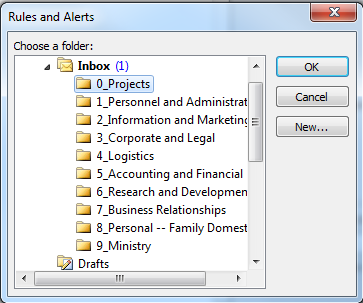 Rules and Alerts
Choose a folder:
Inbox (1)
0_Projects
1_Personnel and Administrat
2_Information and Marketing
3_Corporate and Legal
4_Logistics
5_Accounting and Financial
6_Research and Developmen
7_Business Relationships
8_Personal -- Family Domest
9_Ministry
Drafts
OK
Cancel
New...